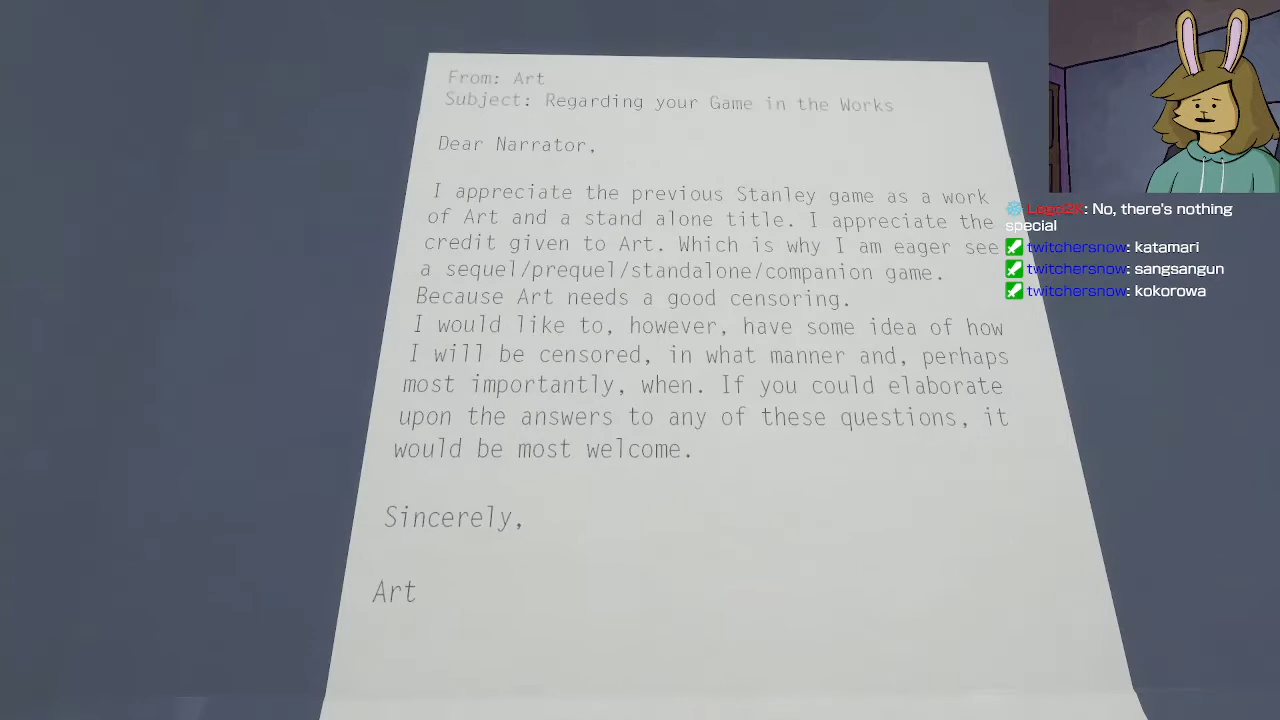 From: Art
Subject: Regarding your Game in the Works
Dear Narrator,
I appreciate the previous Stanley game as a work
of Art and a stand alone title. I appreciate the
credit given to Art. Which is why I am eager see
a sequel/prequel/standalone/companion game.
Because Art needs a good censoring.
I would like to, however, have some idea of how
I will be censored, in what manner and, perhaps
most importantly, when. If you could elaborate
upon the answers to any of these questions, it
would be most welcome.
Sincerely,
Art
Lego2K: No, there's nothing
special
twitchersnow: katamari
twitchersnow: sangsangun
twitchersnow: kokorowa